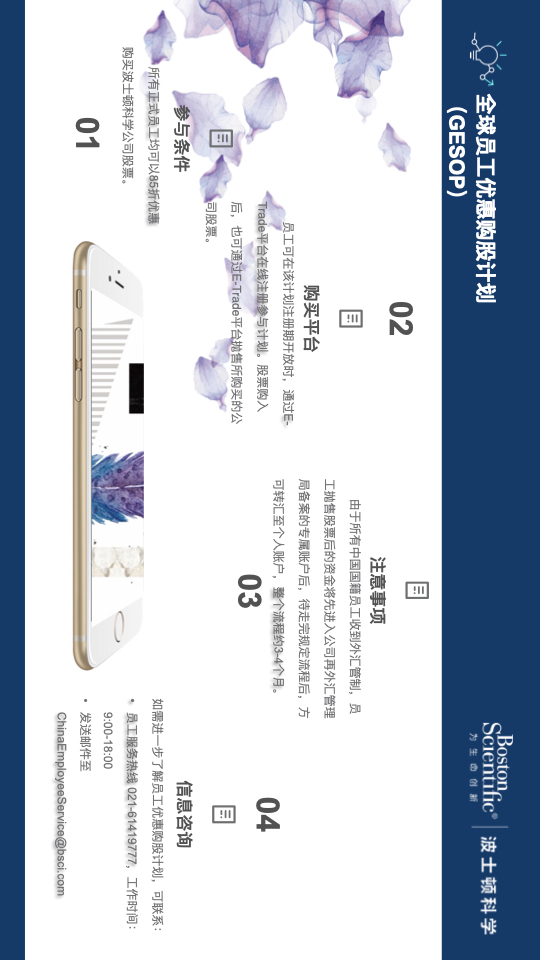 全球员工优惠购股计划
(GESOP)
Boston
Scientific®
为生命创新
波士顿科学
01
参与条件
所有正式员工均可以85折优惠
购买波士顿科学公司股票。
02
购买平台
员工可在该计划注册期开放时，通过E-
Trade平台在线注册参与计划。股票购入
后，也可通过E-Trade平台抛售所购买的公
司股票。
03
注意事项
由于所有中国国籍员工收到外汇管制，员
工抛售股票后的资金将先进入公司再外汇管理
局备案的专属账户后，待走完规定流程后，方
可转汇至个人账户，整个流程约3-4个月。
04
信息咨询
如需进一步了解员工优惠购股计划，可联系：
• 员工服务热线 021-61419777，工作时间：
9:00-18:00
• 发送邮件至
ChinaEmployeeService@bsci.com